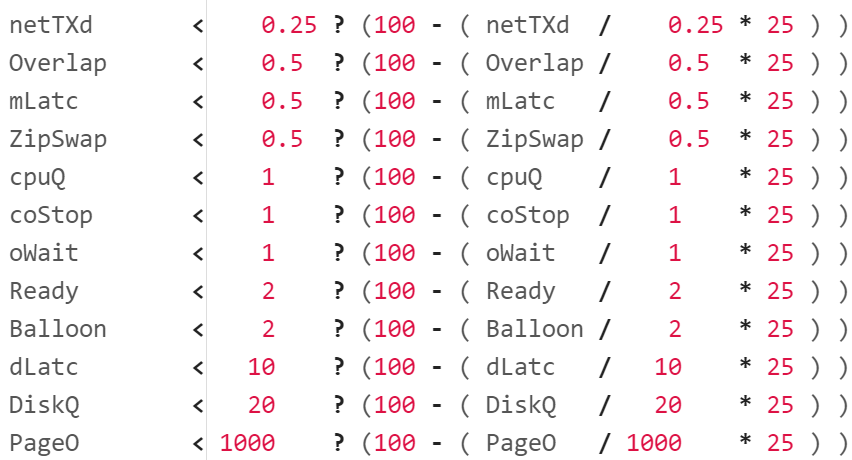 netTXd < 0.25 ? (100 - ( netTXd / 0.25 * 25 ) )
Overlap < 0.5 ? (100 - ( Overlap / 0.5 * 25 ) )
mLatc < 0.5 ? (100 - ( mLatc / 0.5 * 25 ) )
ZipSwap < 0.5 ? (100 - ( ZipSwap / 0.5 * 25 ) )
cpuQ < 1 ? (100 - ( cpuQ / 1 * 25 ) )
coStop < 1 ? (100 - ( coStop / 1 * 25 ) )
oWait < 1 ? (100 - ( oWait / 1 * 25 ) )
Ready < 2 ? (100 - ( Ready / 2 * 25 ) )
Balloon < 2 ? (100 - ( Balloon / 2 * 25 ) )
dLatc < 10 ? (100 - ( dLatc / 10 * 25 ) )
DiskQ < 20 ? (100 - ( DiskQ / 20 * 25 ) )
PageO < 1000 ? (100 - ( PageO / 1000 * 25 ) )